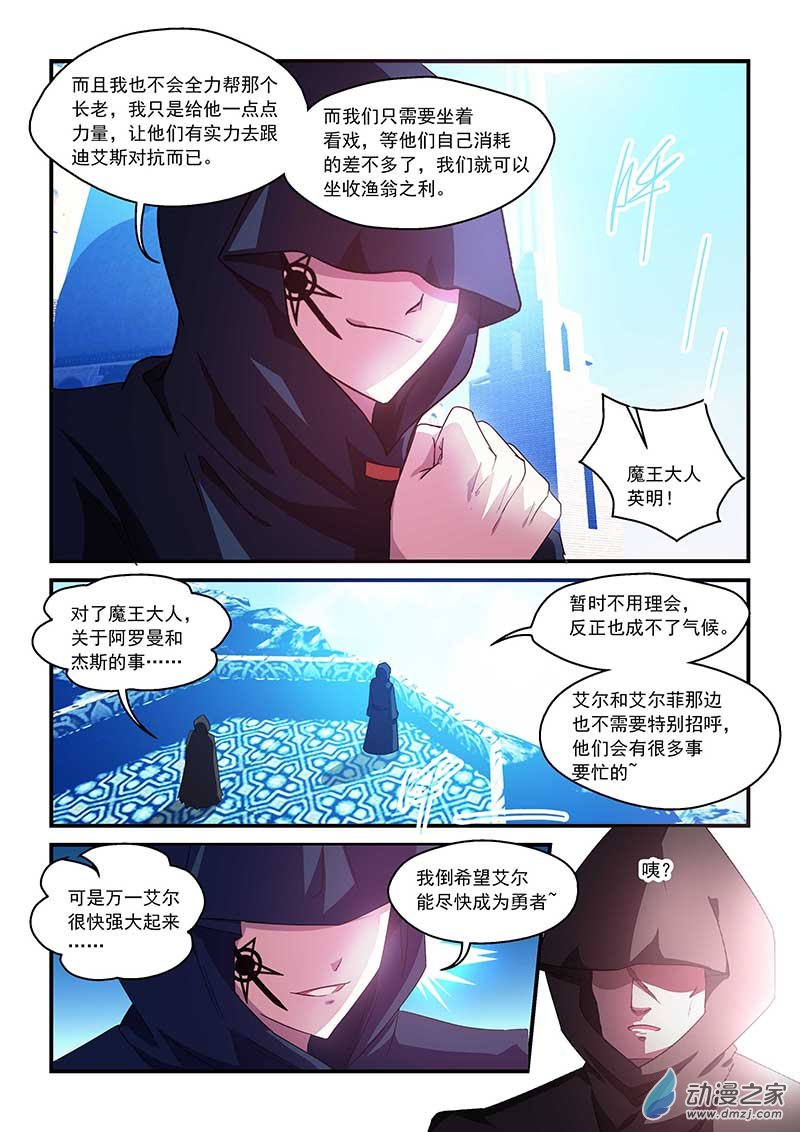 而且我也不会全力帮那个
长老，我只是给他一点点
力量，让他们有实力去跟
迪艾斯对抗而已。
而我们只需要坐着
看戏，等他们自己消耗
的差不多了，我们就可以
坐收渔翁之利。
呼
魔王大人
英明！
对了魔王大人，
关于阿罗曼和
杰斯的事……
暂时不用理会，
反正也成不了气候。
艾尔和艾尔菲那边
也不需要特别招呼，
他们会有很多事
要忙的~
呼
可是万一艾尔
很快强大起来
……
我倒希望艾尔
能尽快成为勇者~
咦？
动漫之家
www.dmzj.com